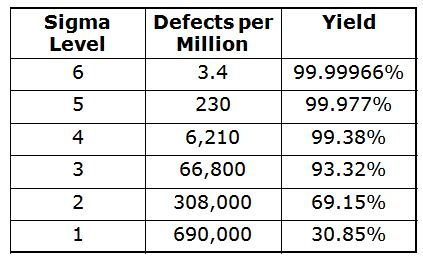 Sigma Level Defects per Million Yield
6 3.4 99.99966%
5 230 99.977%
4 6,210 99.38%
3 66,800 93.32%
2 308,000 69.15%
1 690,000 30.85%